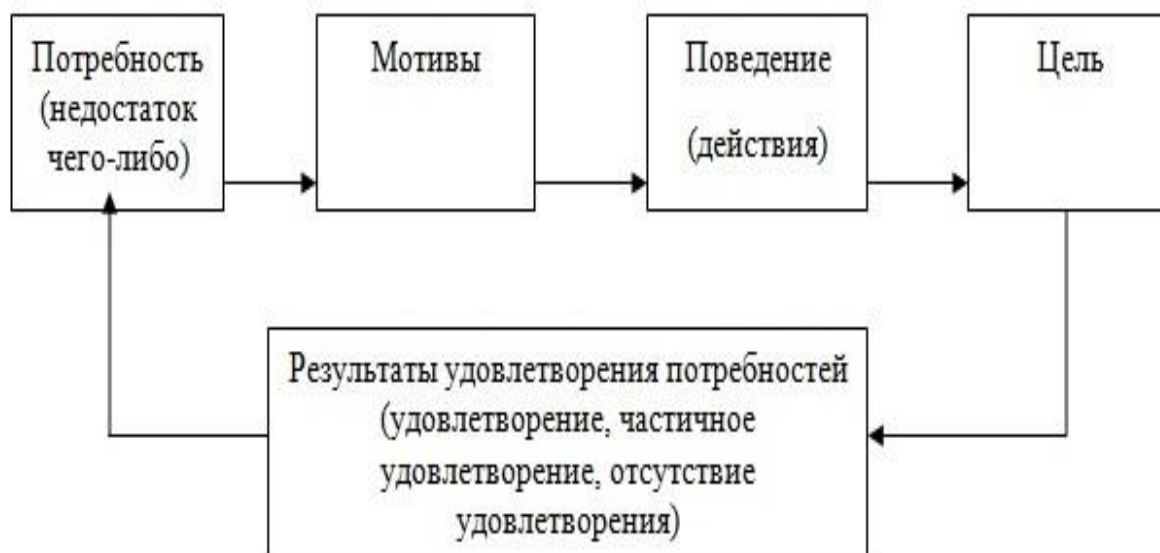 Потребность
(недостаток
чего-либо)
Мотивы
Поведение
(действия)
Цель
Результаты удовлетворения потребностей
(удовлетворение, частичное
удовлетворение, отсутствие
удовлетворения)